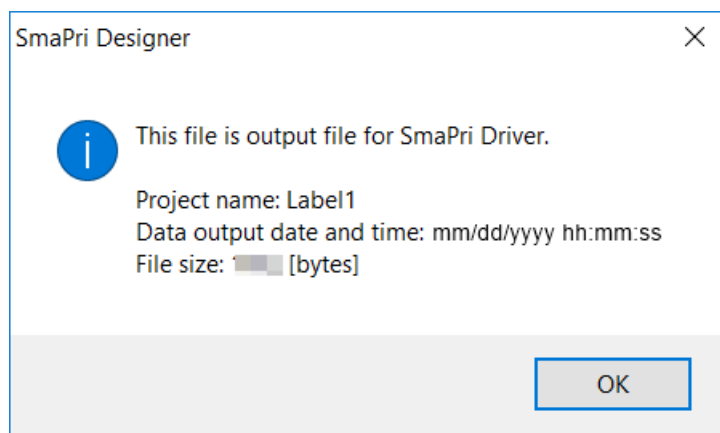 SmaPri Designer
This file is output file for SmaPri Driver.
Project name: Label1
Data output date and time: mm/dd/yyyy hh:mm:ss
File size: [bytes]
OK